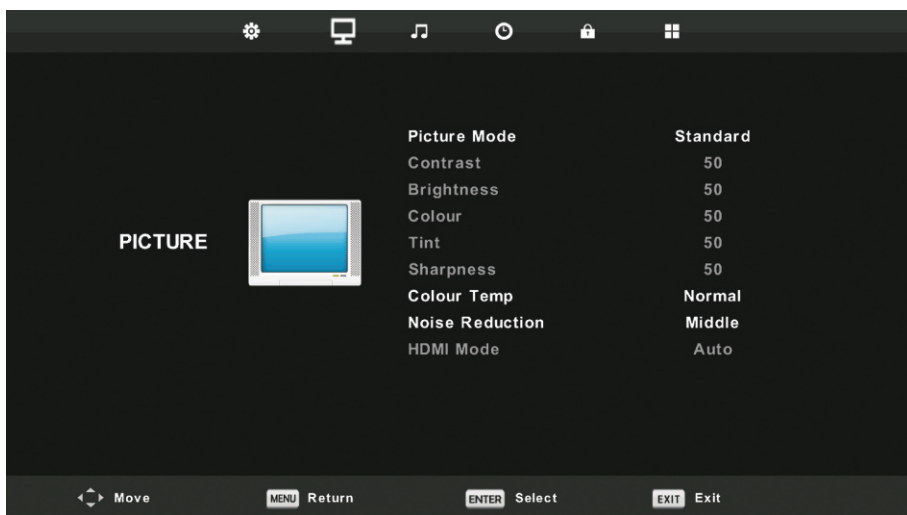 Picture Mode Standard
Contrast 50
Brightness 50
Colour 50
PICTURE
Tint 50
Sharpness 50
Colour Temp Normal
Noise Reduction Middle
HDMI Mode Auto
Move MENU Return ENTER Select EXIT Exit